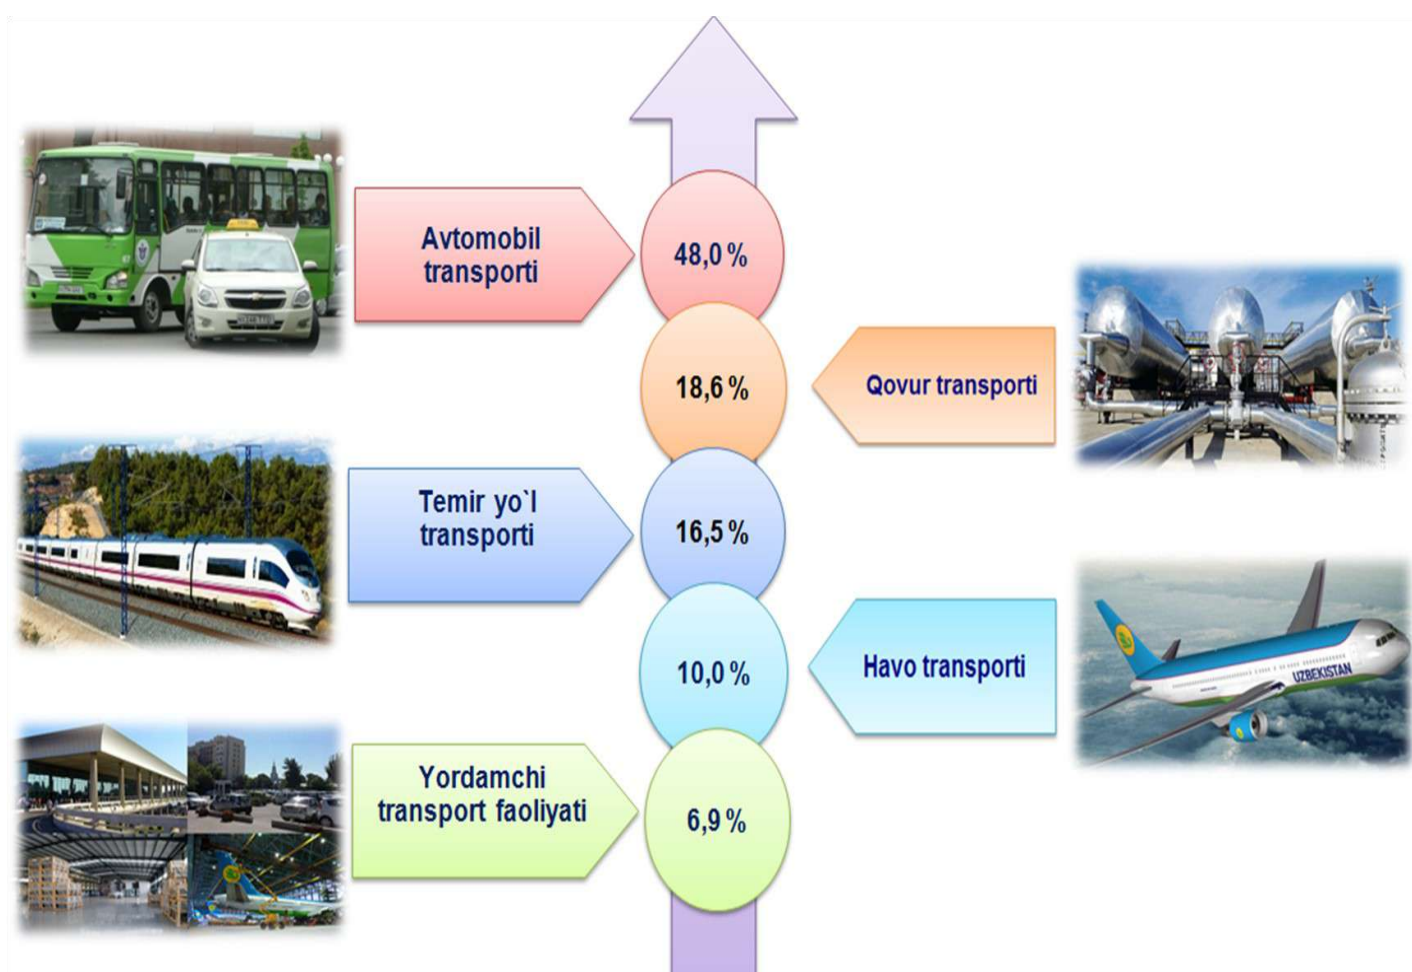 Avtomobil
transporti
48,0 %
18,6 %
Qovur transporti
Temir yo`l
transporti
16,5 %
10,0 %
Havo transporti
UZBEKISTAN
Yordamchi
transport faoliyati
6,9 %